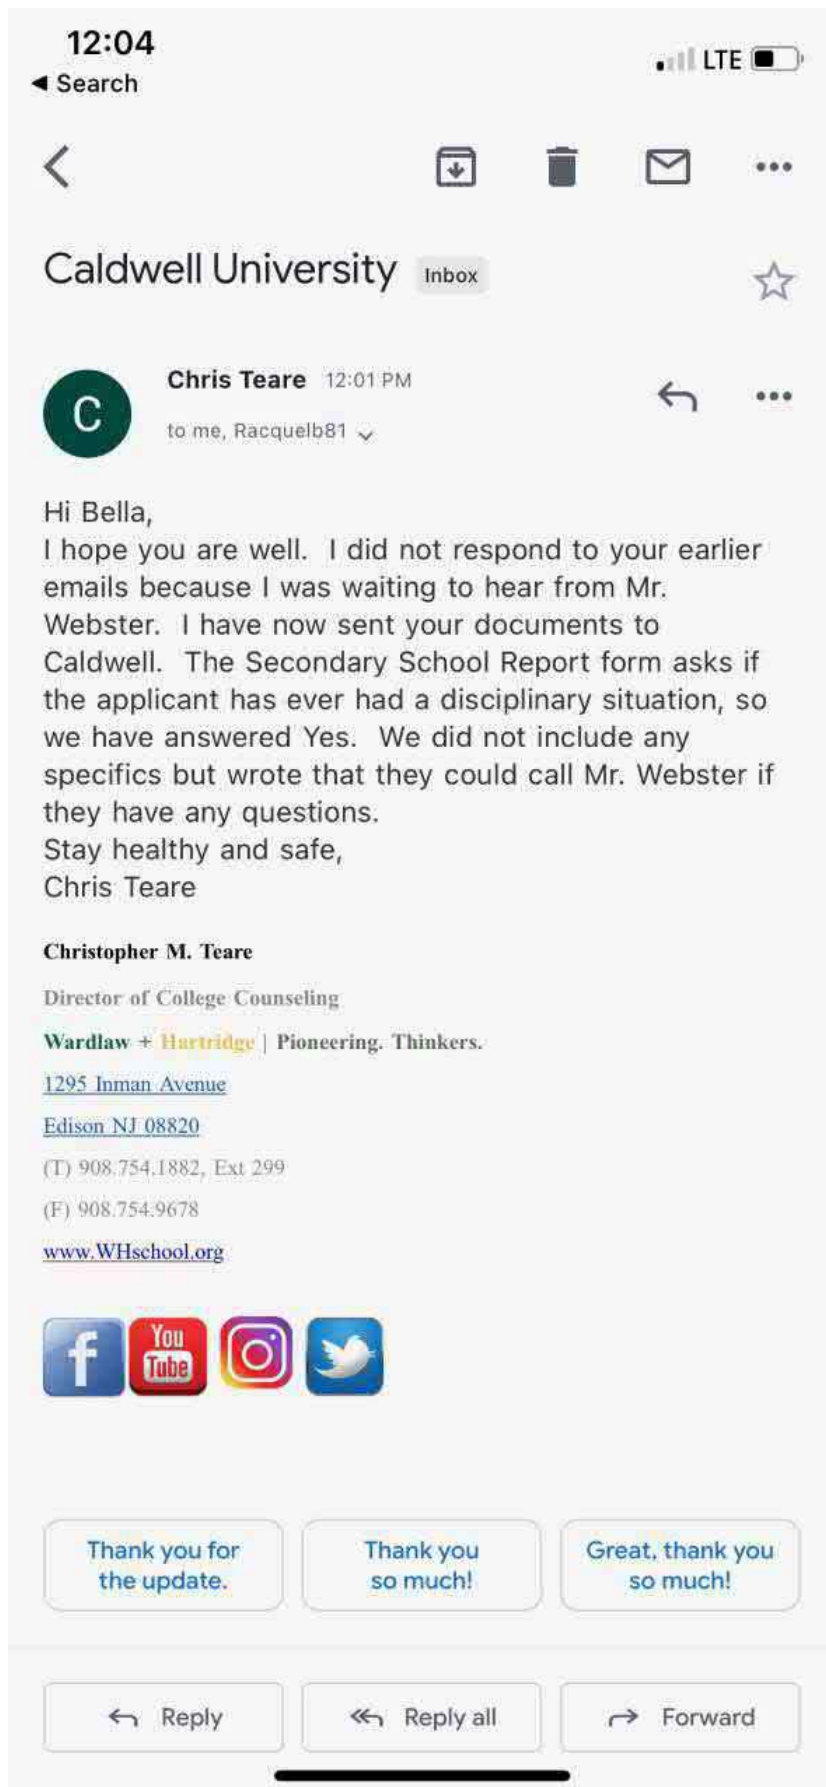 12:04
LTE
Search
Caldwell University Inbox
C
Chris Teare 12:01 PM
to me, Racquelb81
Hi Bella,
I hope you are well.  I did not respond to your earlier
emails because I was waiting to hear from Mr.
Webster.  I have now sent your documents to
Caldwell.  The Secondary School Report form asks if
the applicant has ever had a disciplinary situation, so
we have answered Yes.  We did not include any
specifics but wrote that they could call Mr. Webster if
they have any questions.
Stay healthy and safe,
Chris Teare
Christopher M. Teare
Director of College Counseling
Wardlaw + Hartridge | Pioneering. Thinkers.
1295 Inman Avenue
Edison NJ 08820
(T) 908.754.1882, Ext 299
(F) 908.754.9678
www.WHschool.org
f
You
Tube
Thank you for
the update.
Thank you
so much!
Great, thank you
so much!
Reply
Reply all
Forward